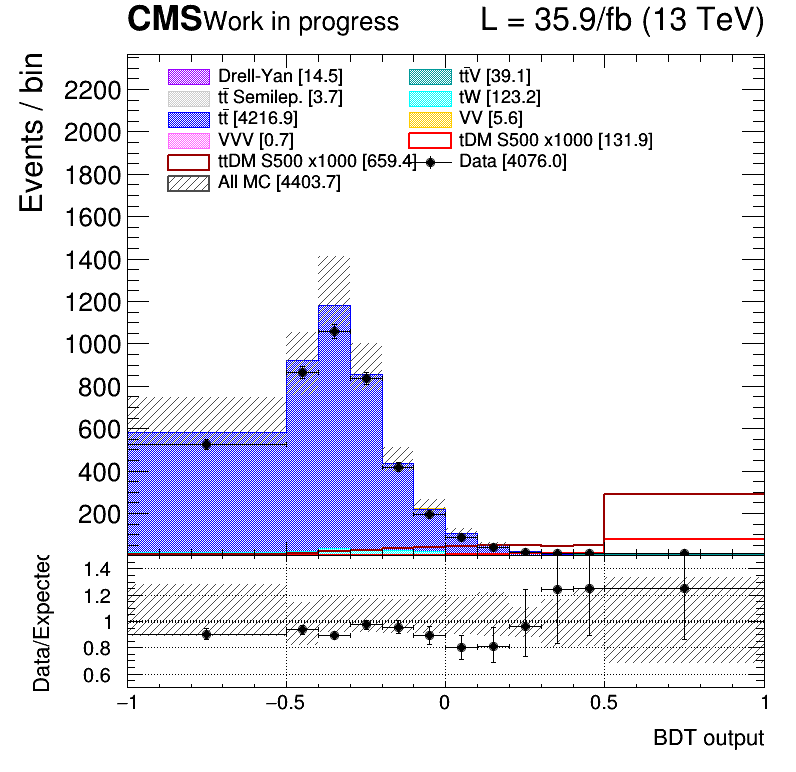 CMS Work in progress L = 35.9/fb (13 TeV)
Events / bin
2200
2000
1800
1600
1400
1200
1000
800
600
400
200
Drell-Yan [14.5] tt̄V [39.1]
tt̄ Semilep. [3.7] tW [123.2]
tt̄ [4216.9] VV [5.6]
VVV [0.7] tDM S500 x1000 [131.9]
ttDM S500 x1000 [659.4] Data [4076.0]
All MC [4403.7]
Data/Expected
1.4
1.2
1
0.8
0.6
−1 −0.5 0 0.5 1
BDT output